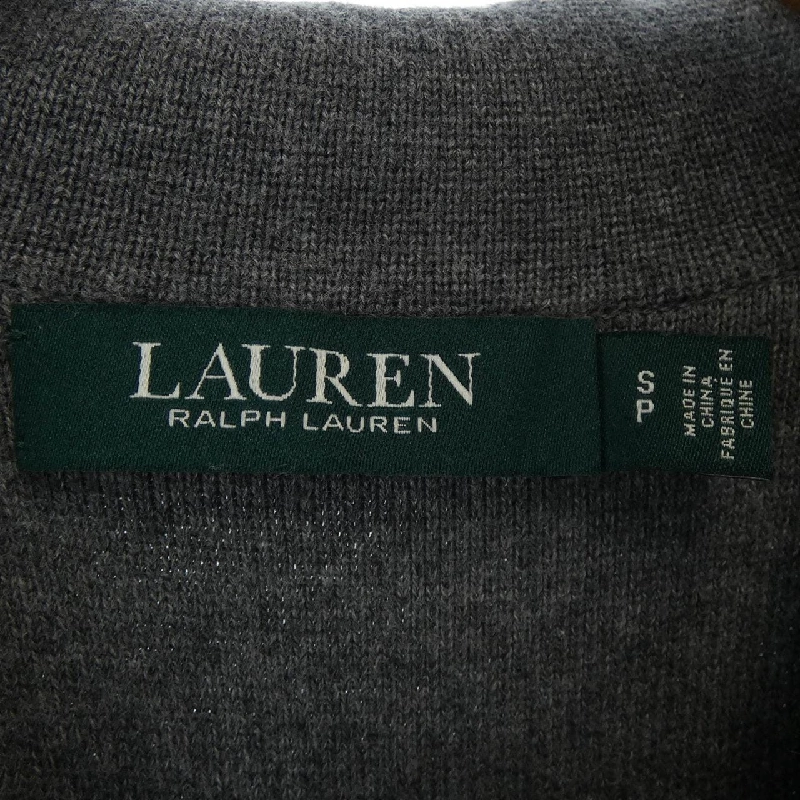 LAUREN
RALPH LAUREN
S
P
MADE IN
CHINA
FABRIQUE EN
CHINE